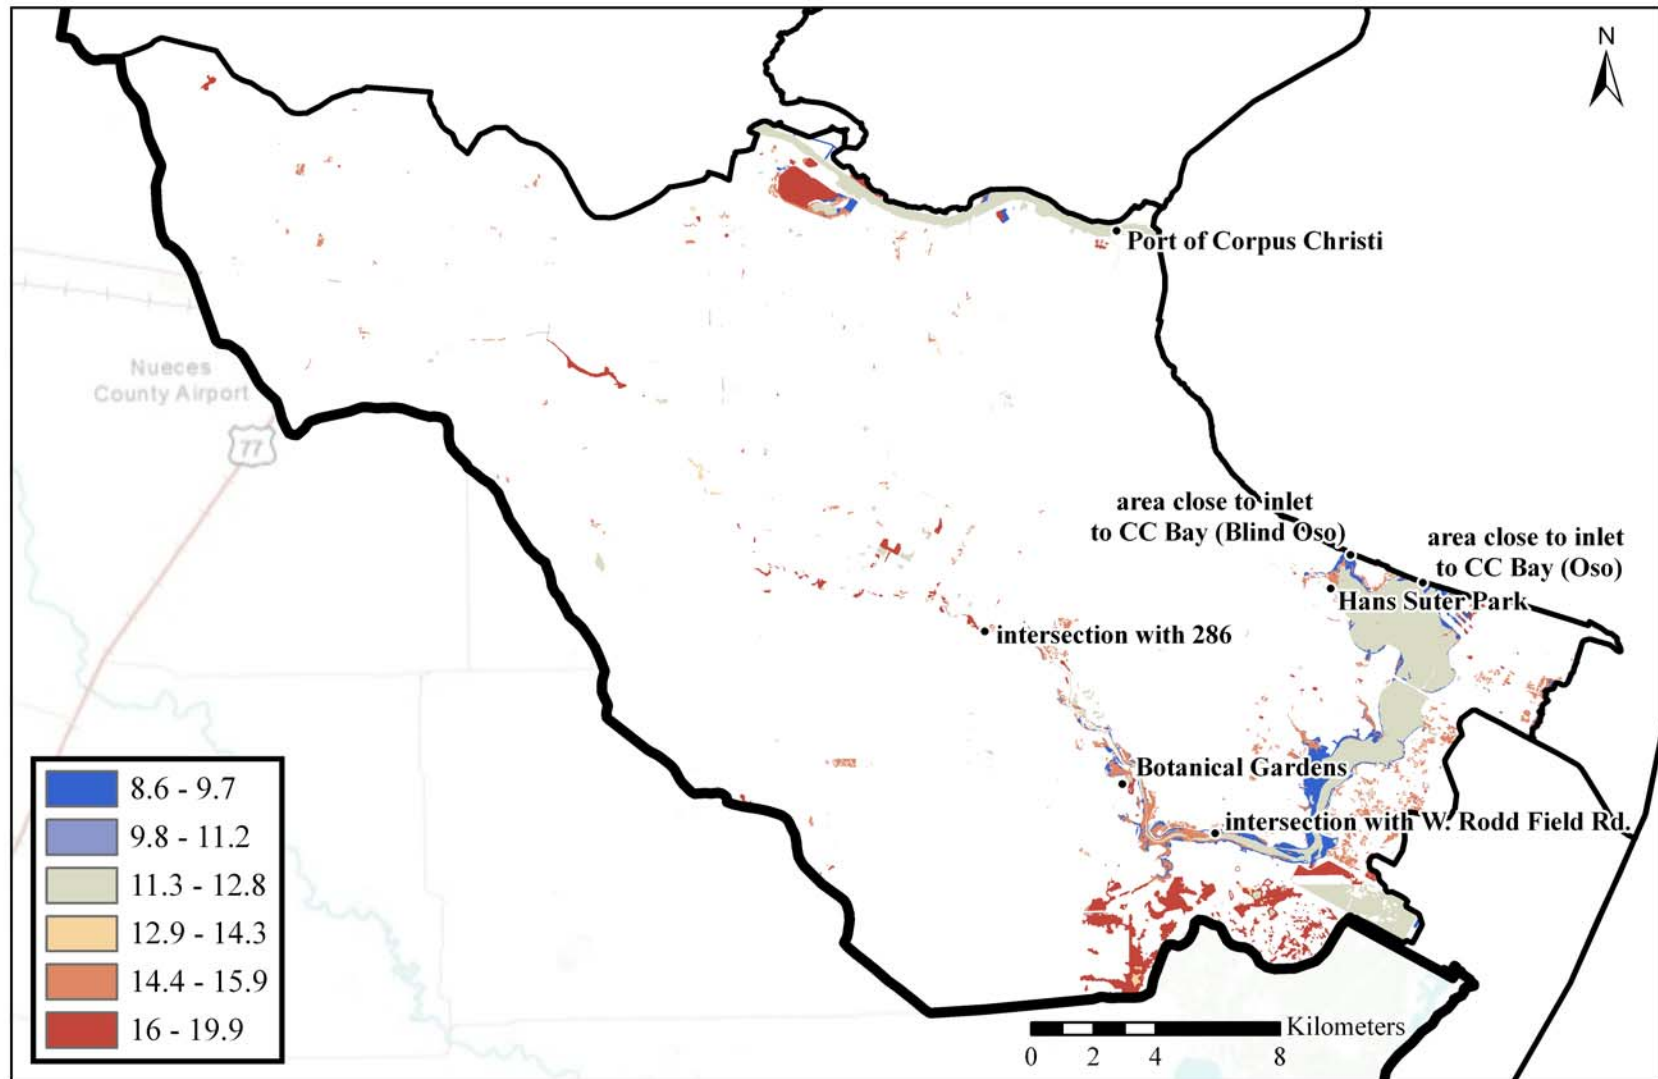 N
Port of Corpus Christi
Nueces
County Airport
77
area close to inlet
to CC Bay (Blind Oso)
area close to inlet
to CC Bay (Oso)
Hans Suter Park
intersection with 286
Botanical Gardens
intersection with W. Rodd Field Rd.
8.6 - 9.7
9.8 - 11.2
11.3 - 12.8
12.9 - 14.3
14.4 - 15.9
16 - 19.9
Kilometers
0 2 4 8